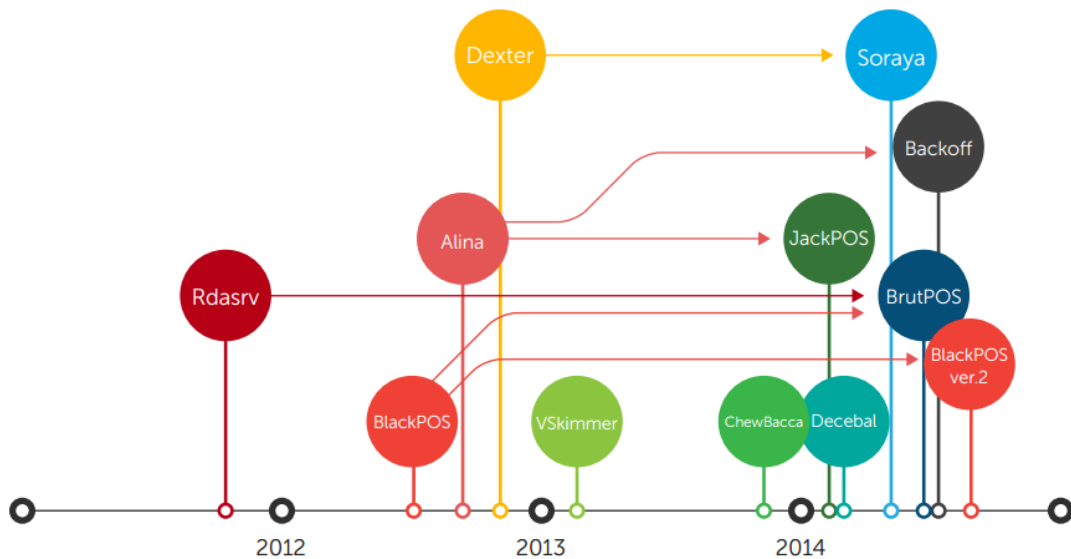 Dexter
Soraya
Backoff
Alina
JackPOS
Rdasrv
BrutPOS
BlackPOS
ver.2
BlackPOS
VSkimmer
ChewBacca
Decebal
2012
2013
2014